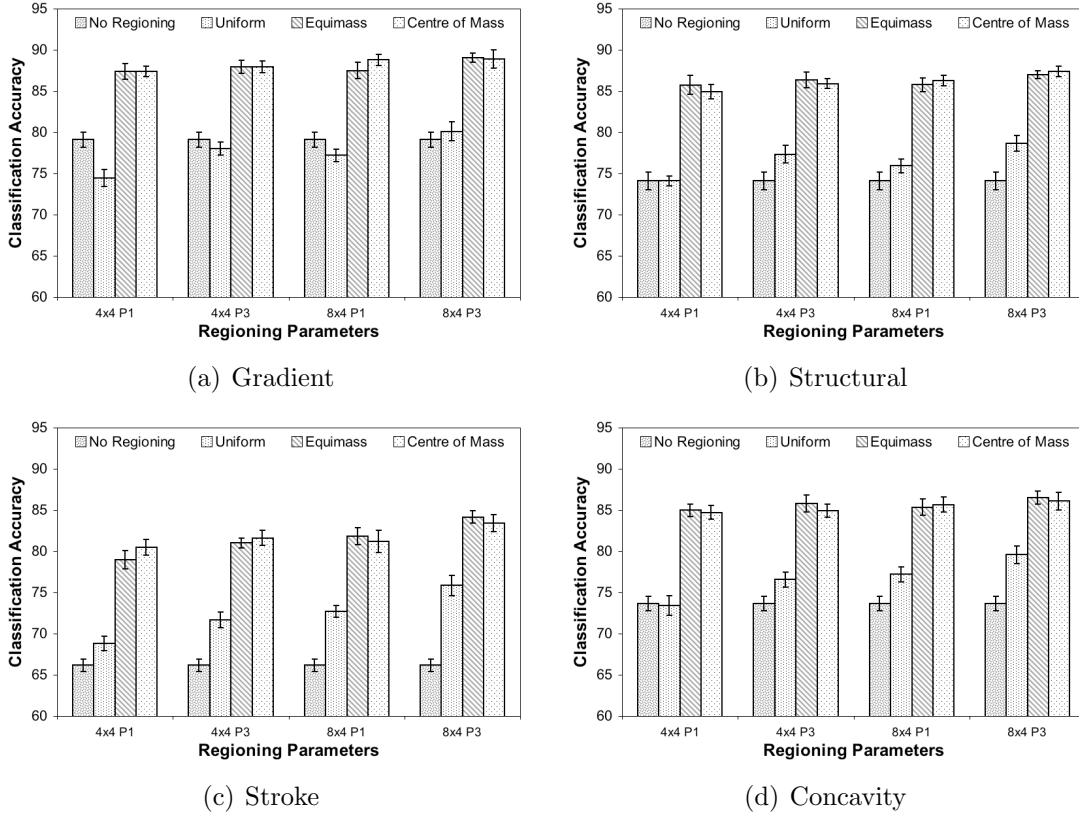 No Regioning Uniform Equimass Centre of Mass
Classification Accuracy
95
90
85
80
75
70
65
60
4x4 P1 4x4 P3 8x4 P1 8x4 P3
Regioning Parameters
(a) Gradient
No Regioning Uniform Equimass Centre of Mass
Classification Accuracy
95
90
85
80
75
70
65
60
4x4 P1 4x4 P3 8x4 P1 8x4 P3
Regioning Parameters
(b) Structural
No Regioning Uniform Equimass Centre of Mass
Classification Accuracy
95
90
85
80
75
70
65
60
4x4 P1 4x4 P3 8x4 P1 8x4 P3
Regioning Parameters
(c) Stroke
No Regioning Uniform Equimass Centre of Mass
Classification Accuracy
95
90
85
80
75
70
65
60
4x4 P1 4x4 P3 8x4 P1 8x4 P3
Regioning Parameters
(d) Concavity